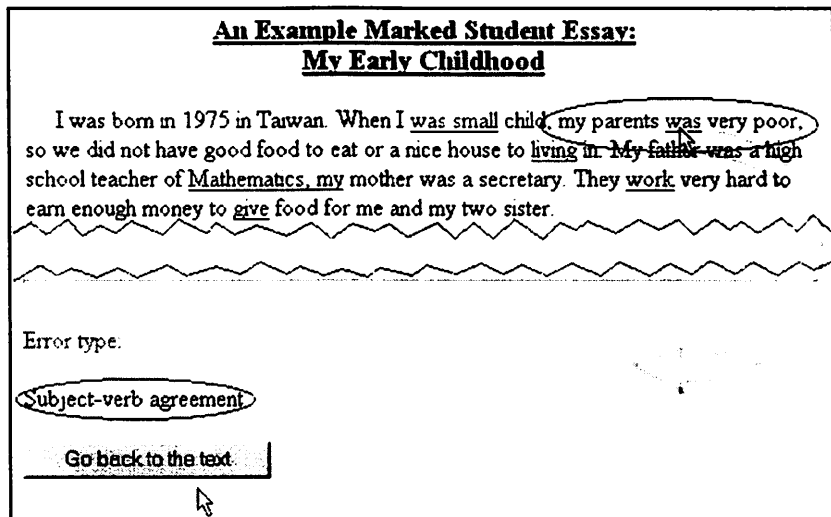 An Example Marked Student Essay:
My Early Childhood
I was born in 1975 in Taiwan. When I was small child, my parents was very poor,
so we did not have good food to eat or a nice house to living in. My father was a high
school teacher of Mathematics, my mother was a secretary. They work very hard to
earn enough money to give food for me and my two sister.
Error type:
Subject-verb agreement
Go back to the text